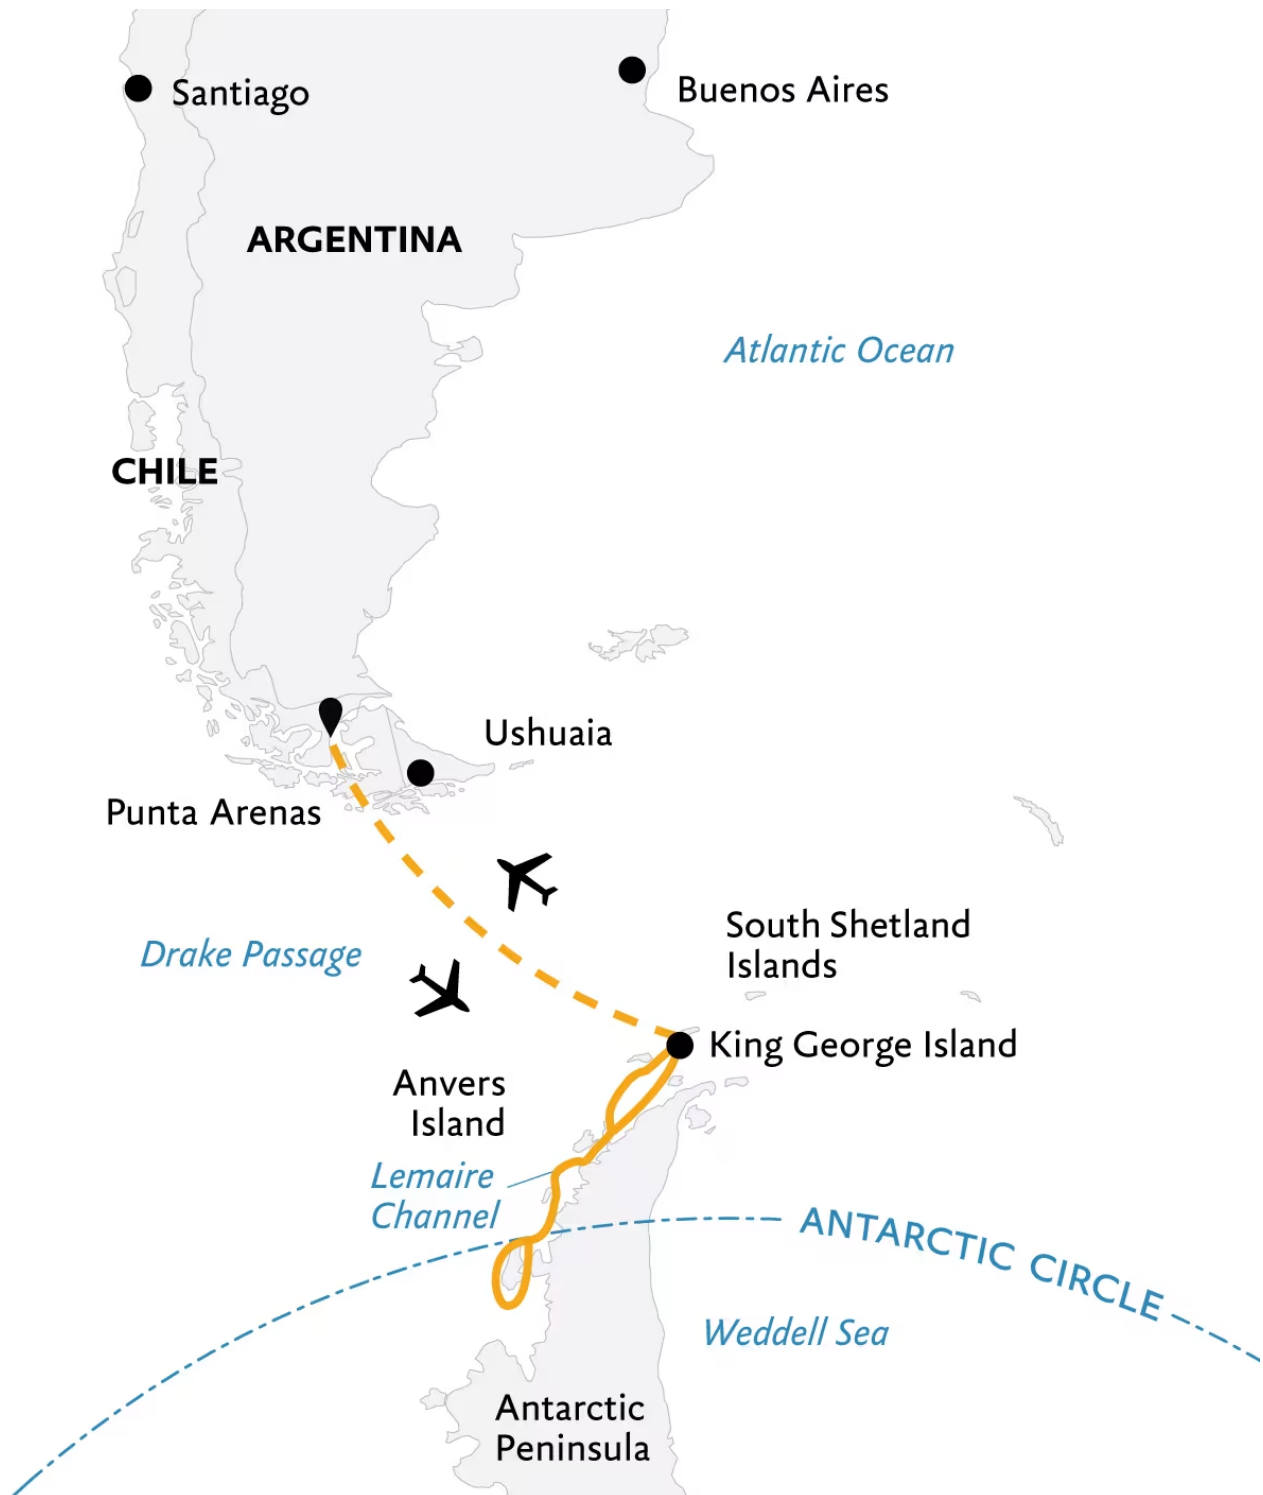 Santiago
Buenos Aires
ARGENTINA
Atlantic Ocean
CHILE
Ushuaia
Punta Arenas
South Shetland
Islands
Drake Passage
King George Island
Anvers
Island
Lemaire
Channel
ANTARCTIC CIRCLE
Weddell Sea
Antarctic
Peninsula